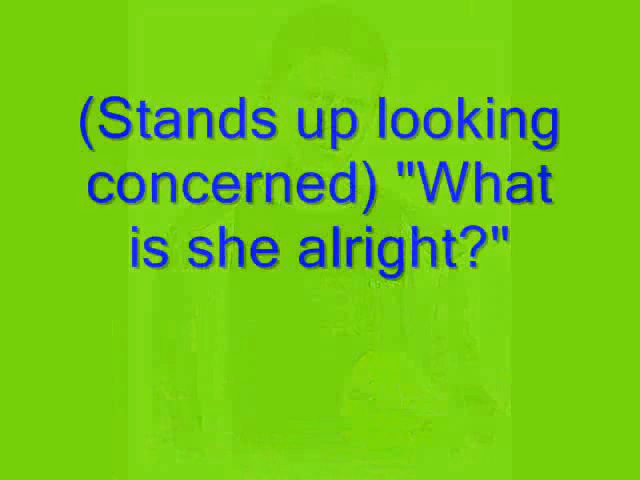 (Stands up looking
concerned) "What
is she alright?"